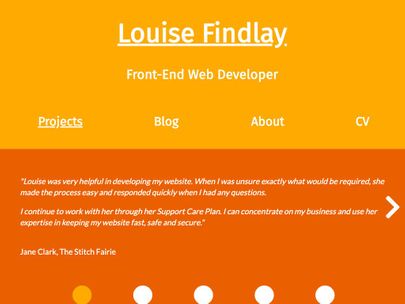 Louise Findlay
Front-End Web Developer
Projects Blog About CV
"Louise was very helpful in developing my website. When I was unsure exactly what would be required, she
made the process easy and responded quickly when I had any questions.
I continue to work with her through her Support Care Plan. I can concentrate on my business and use her
expertise in keeping my website fast, safe and secure."
Jane Clark, The Stitch Fairie